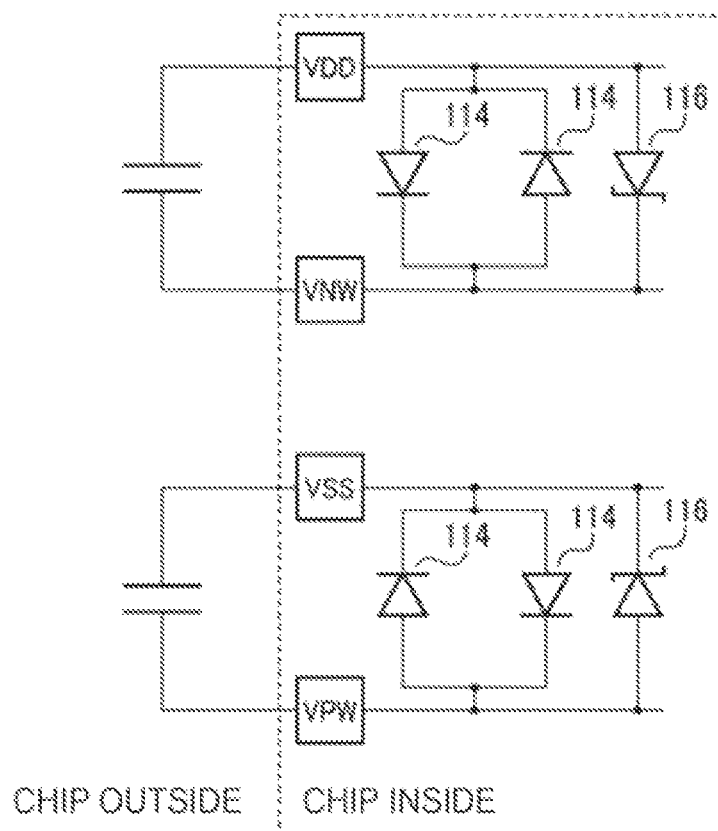 VDD
114
114
116
VNW
VSS
114
114
116
VPW
CHIP OUTSIDE
CHIP INSIDE